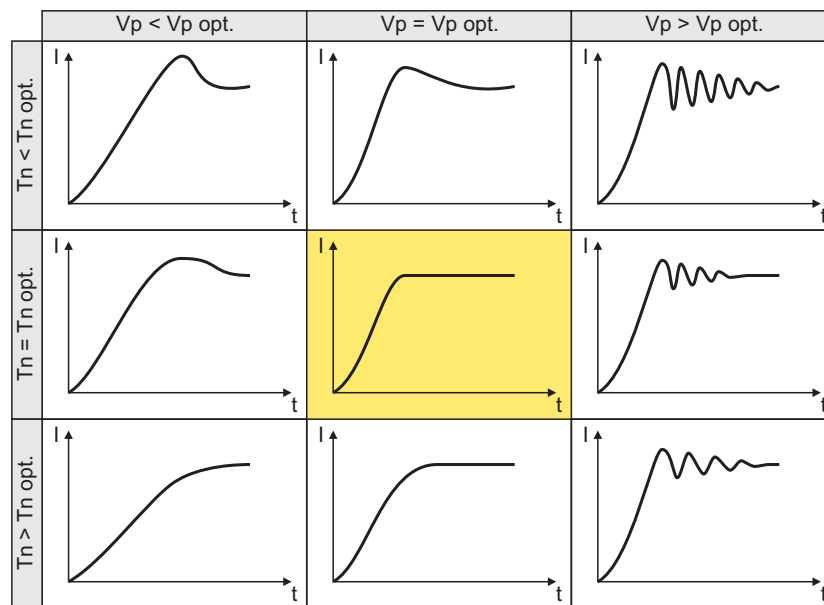 Vp < Vp opt.
Vp = Vp opt.
Vp > Vp opt.
Tn < Tn opt.
I
t
I
t
I
t
Tn = Tn opt.
I
t
I
t
I
t
Tn > Tn opt.
I
t
I
t
I
t